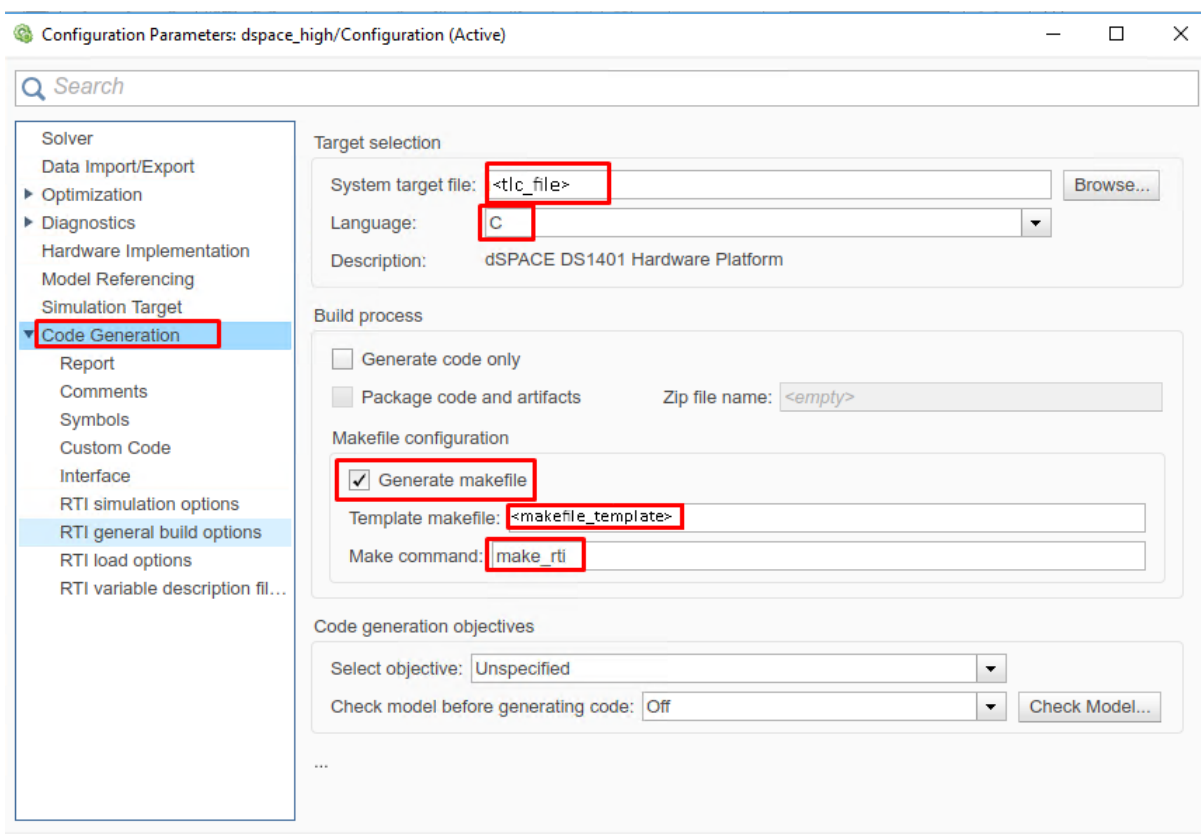 Configuration Parameters: dspace_high/Configuration (Active)
Search
Solver
Data Import/Export
Optimization
Diagnostics
Hardware Implementation
Model Referencing
Simulation Target
Code Generation
Report
Comments
Symbols
Custom Code
Interface
RTI simulation options
RTI general build options
RTI load options
RTI variable description fil...
Target selection
System target file: <tlc_file> Browse...
Language: C
Description: dSPACE DS1401 Hardware Platform
Build process
Generate code only
Package code and artifacts Zip file name: <empty>
Makefile configuration
Generate makefile
Template makefile: <makefile_template>
Make command: make_rti
Code generation objectives
Select objective: Unspecified
Check model before generating code: Off Check Model...
...